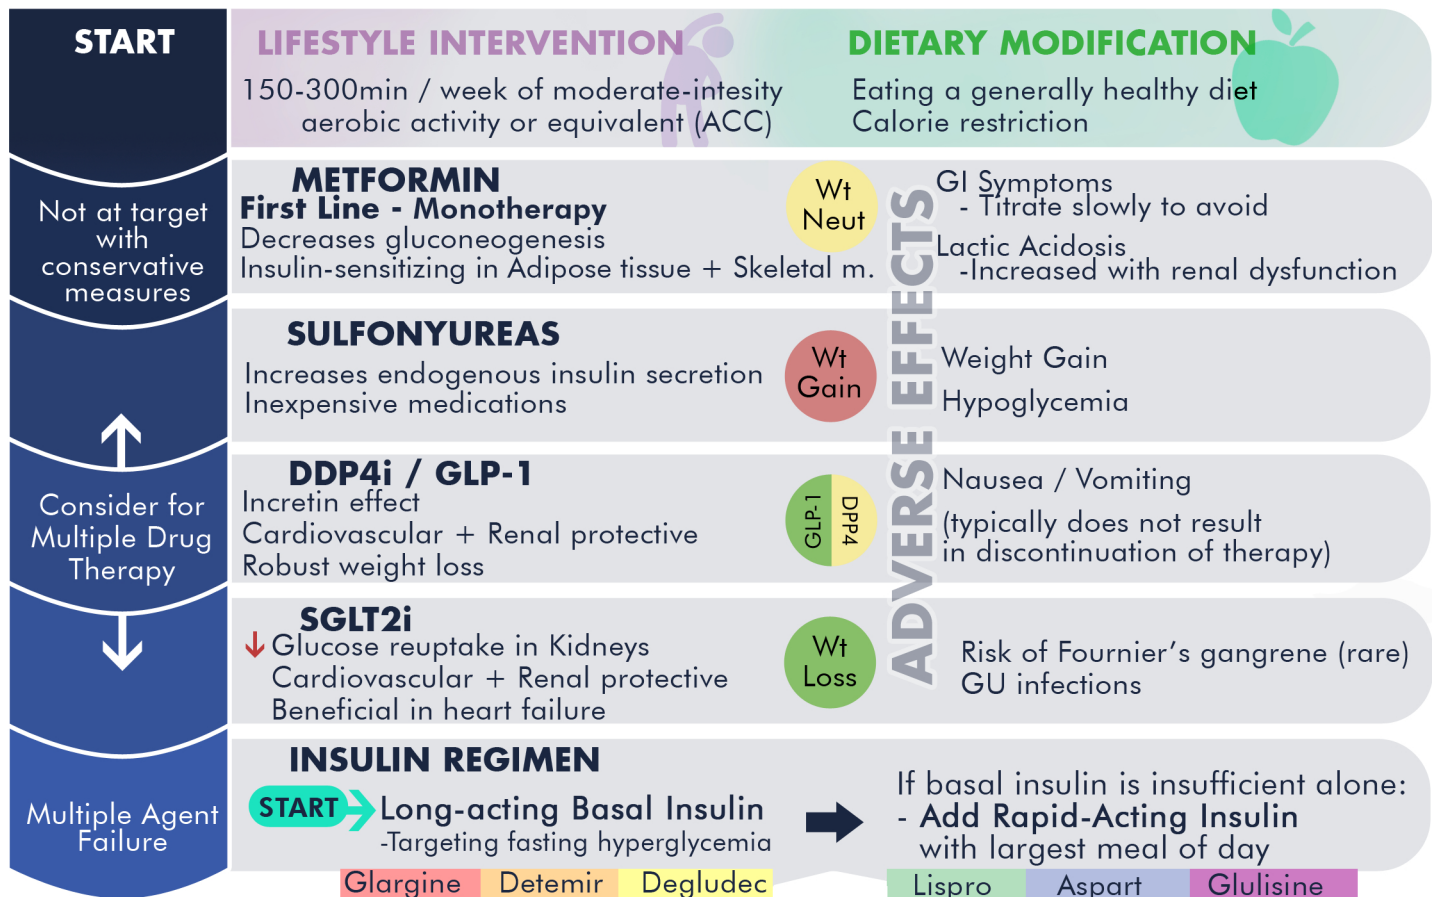 START
LIFESTYLE INTERVENTION
150-300min / week of moderate-intesity
aerobic activity or equivalent (ACC)
DIETARY MODIFICATION
Eating a generally healthy diet
Calorie restriction
Not at target
with
conservative
measures
METFORMIN
First Line - Monotherapy
Decreases gluconeogenesis
Insulin-sensitizing in Adipose tissue + Skeletal m.
Wt
Neut
ADVERSE EFFECTS
GI Symptoms
- Titrate slowly to avoid
Lactic Acidosis
-Increased with renal dysfunction
SULFONYUREAS
Increases endogenous insulin secretion
Inexpensive medications
Wt
Gain
Weight Gain
Hypoglycemia
Consider for
Multiple Drug
Therapy
DDP4i / GLP-1
Incretin effect
Cardiovascular + Renal protective
Robust weight loss
GLP-1
DPP4
Nausea / Vomiting
(typically does not result
in discontinuation of therapy)
SGLT2i
↓ Glucose reuptake in Kidneys
Cardiovascular + Renal protective
Beneficial in heart failure
Wt
Loss
Risk of Fournier's gangrene (rare)
GU infections
Multiple Agent
Failure
INSULIN REGIMEN
START
Long-acting Basal Insulin
-Targeting fasting hyperglycemia
Glargine
Detemir
Degludec
If basal insulin is insufficient alone:
- Add Rapid-Acting Insulin
with largest meal of day
Lispro
Aspart
Glulisine